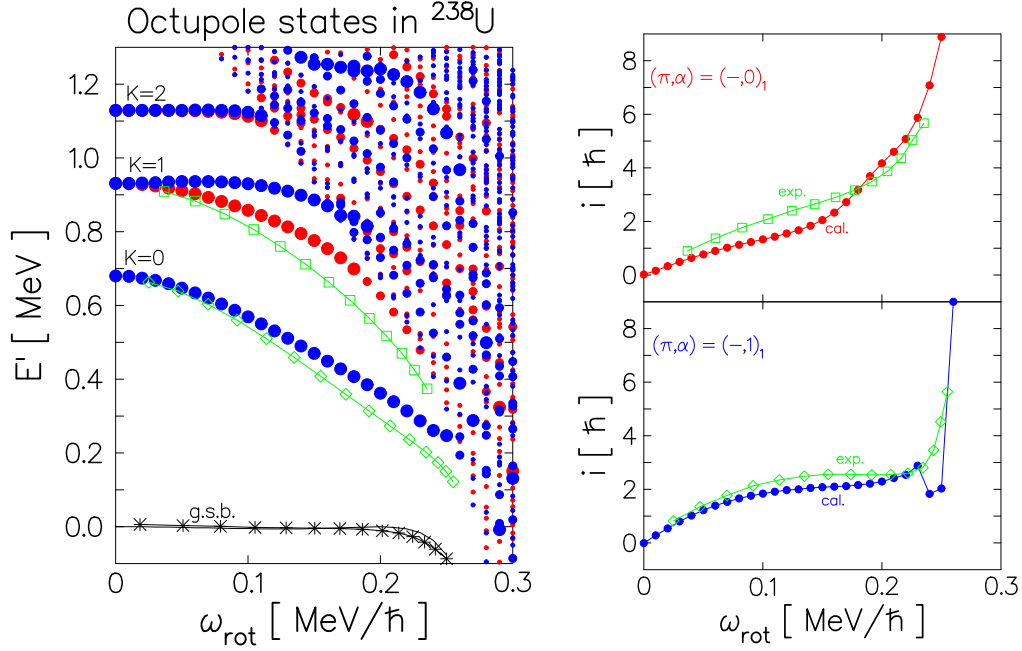 Octupole states in ²³⁸U
E' [ MeV ]
1.2
1.0
0.8
0.6
0.4
0.2
0.0
K=2
K=1
K=0
g.s.b.
0
0.1
0.2
0.3
ω_rot [ MeV/ħ ]
i [ ħ ]
8
6
4
2
0
(π,α) = (-,0)₁
exp.
cal.
i [ ħ ]
8
6
4
2
0
(π,α) = (-,1)₁
exp.
cal.
0
0.1
0.2
0.3
ω_rot [ MeV/ħ ]